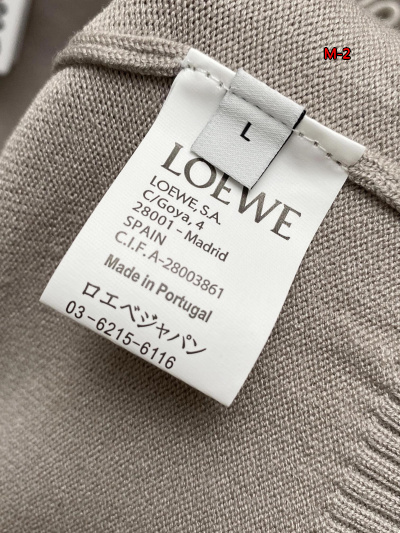 M-2
L
LOEWE
LOEWE, S.A.
C/Goya, 4
28001 – Madrid
SPAIN
C.I.F. A-28003861
Made in Portugal
ロエベジャパン
03-6215-6116